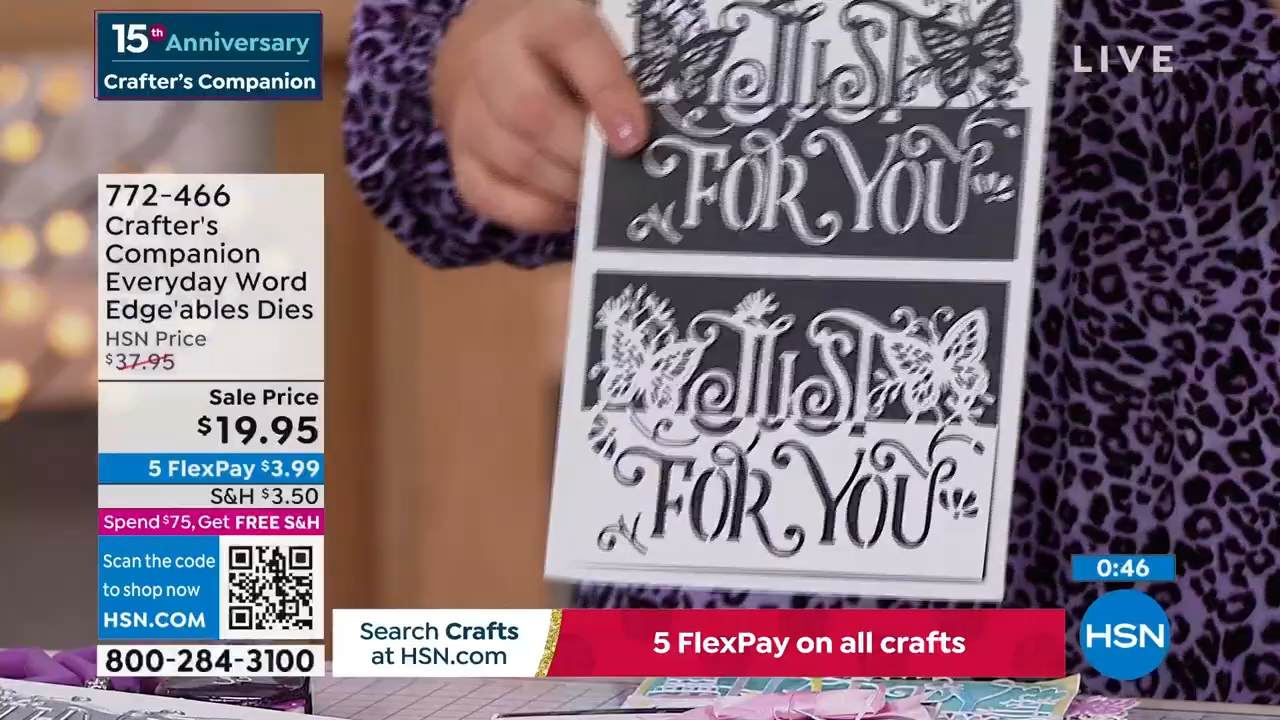 15th Anniversary
Crafter's Companion
LIVE
772-466
Crafter's
Companion
Everyday Word
Edge'ables Dies
HSN Price
$37.95
Sale Price
$19.95
5 FlexPay $3.99
S&H $3.50
Spend $75, Get FREE S&H
Scan the code
to shop now
HSN.COM
800-284-3100
JUST
FOR YOU
JUST
FOR YOU
Search Crafts
at HSN.com
5 FlexPay on all crafts
0:46
HSN